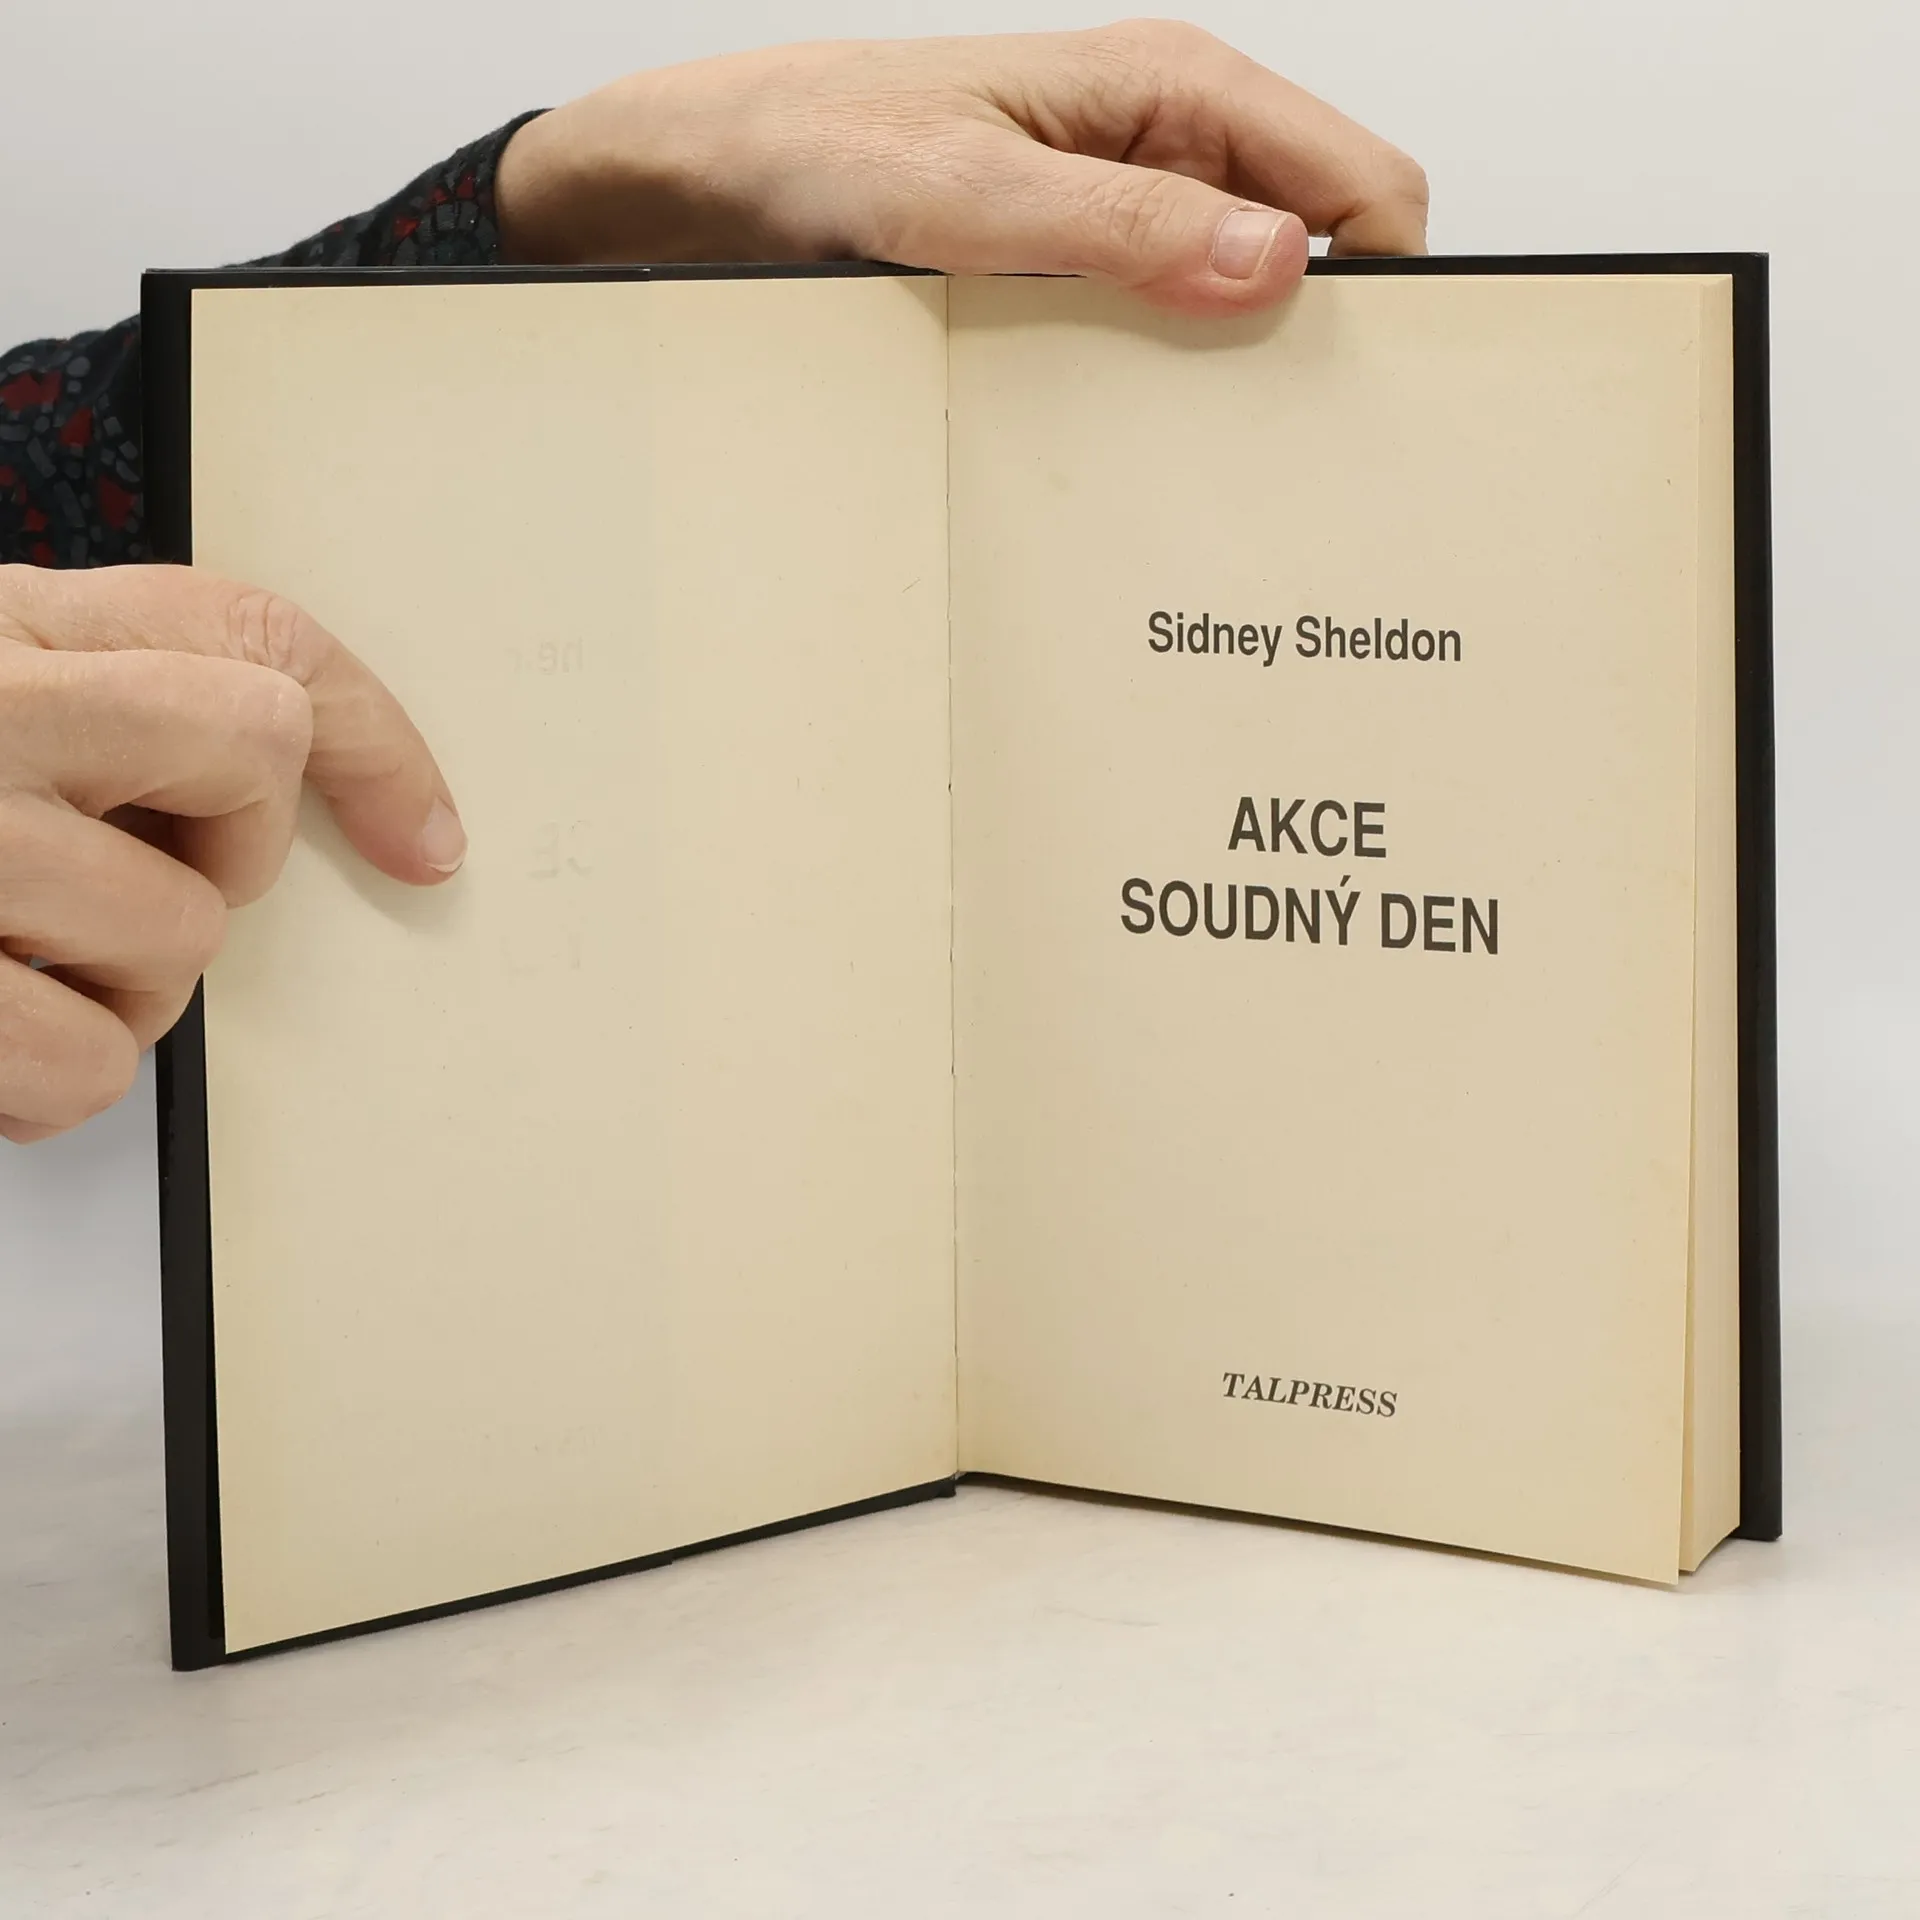 Sidney Sheldon
AKCE
SOUDNÝ DEN
TALPRESS